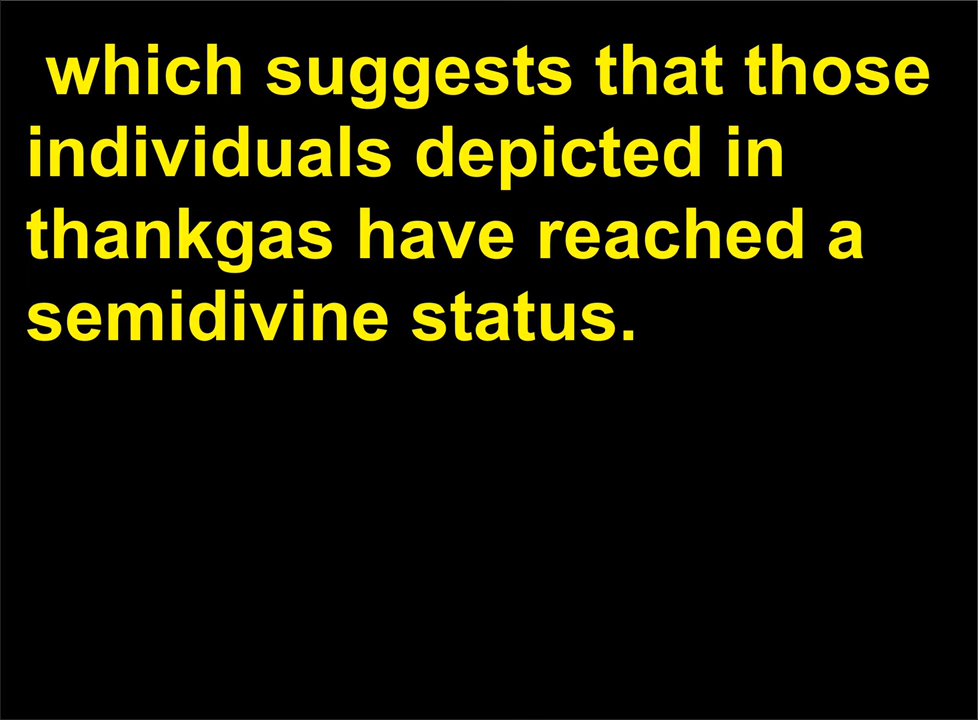 which suggests that those
individuals depicted in
thankgas have reached a
semidivine status.